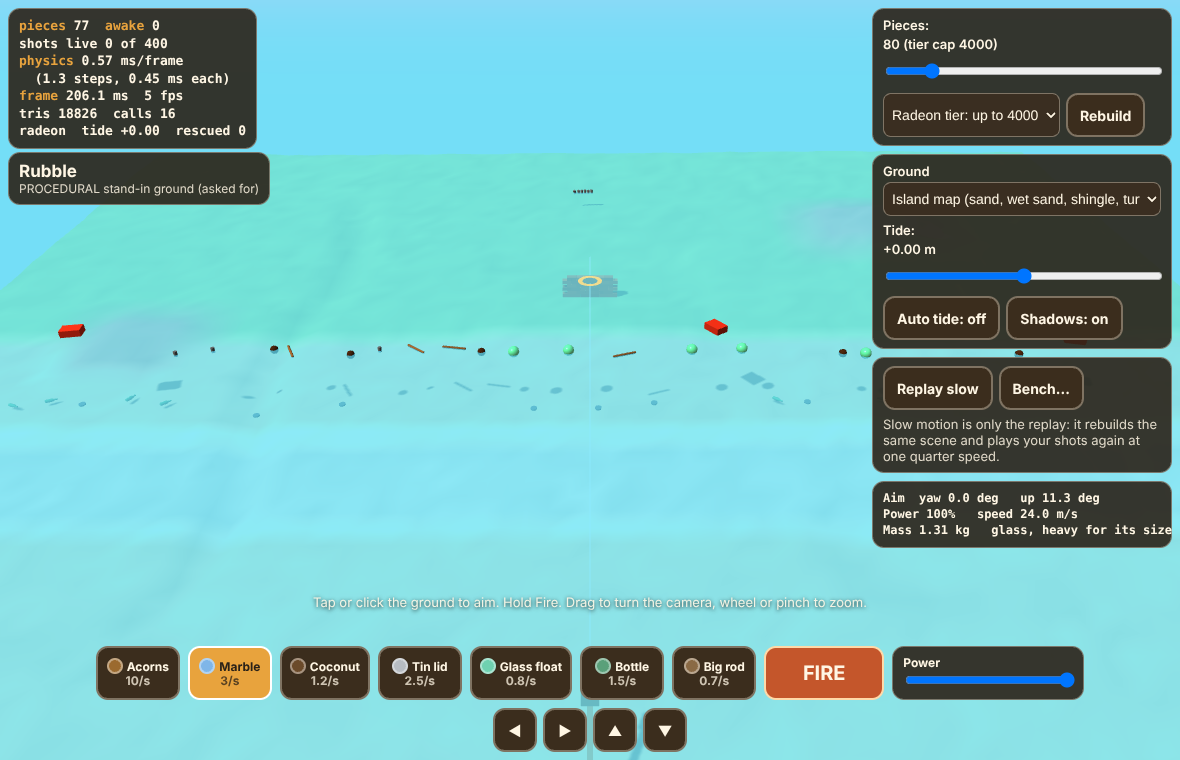 pieces 77 awake 0
shots live 0 of 400
physics 0.57 ms/frame
(1.3 steps, 0.45 ms each)
frame 206.1 ms 5 fps
tris 18826 calls 16
radeon tide +0.00 rescued 0
Rubble
PROCEDURAL stand-in ground (asked for)
Pieces:
80 (tier cap 4000)
Radeon tier: up to 4000
Rebuild
Ground
Island map (sand, wet sand, shingle, tur
Tide:
+0.00 m
Auto tide: off
Shadows: on
Replay slow
Bench...
Slow motion is only the replay: it rebuilds the
same scene and plays your shots again at
one quarter speed.
Aim yaw 0.0 deg up 11.3 deg
Power 100% speed 24.0 m/s
Mass 1.31 kg glass, heavy for its size
Tap or click the ground to aim. Hold Fire. Drag to turn the camera, wheel or pinch to zoom.
Acorns
10/s
Marble
3/s
Coconut
1.2/s
Tin lid
2.5/s
Glass float
0.8/s
Bottle
1.5/s
Big rod
0.7/s
FIRE
Power